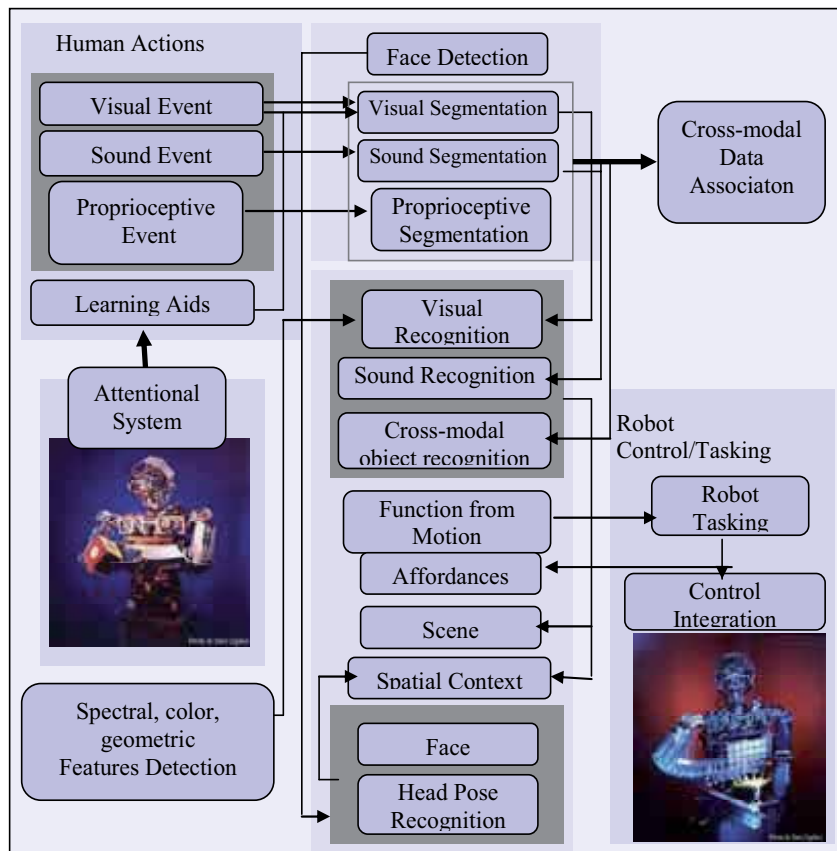 Human Actions
Visual Event
Sound Event
Proprioceptive
Event
Learning Aids
Attentional
System
Spectral, color,
geometric
Features Detection
Face Detection
Visual Segmentation
Sound Segmentation
Proprioceptive
Segmentation
Cross-modal
Data
Associaton
Visual
Recognition
Sound Recognition
Cross-modal
object recognition
Function from
Motion
Affordances
Scene
Spatial Context
Face
Head Pose
Recognition
Robot
Control/Tasking
Robot
Tasking
Control
Integration